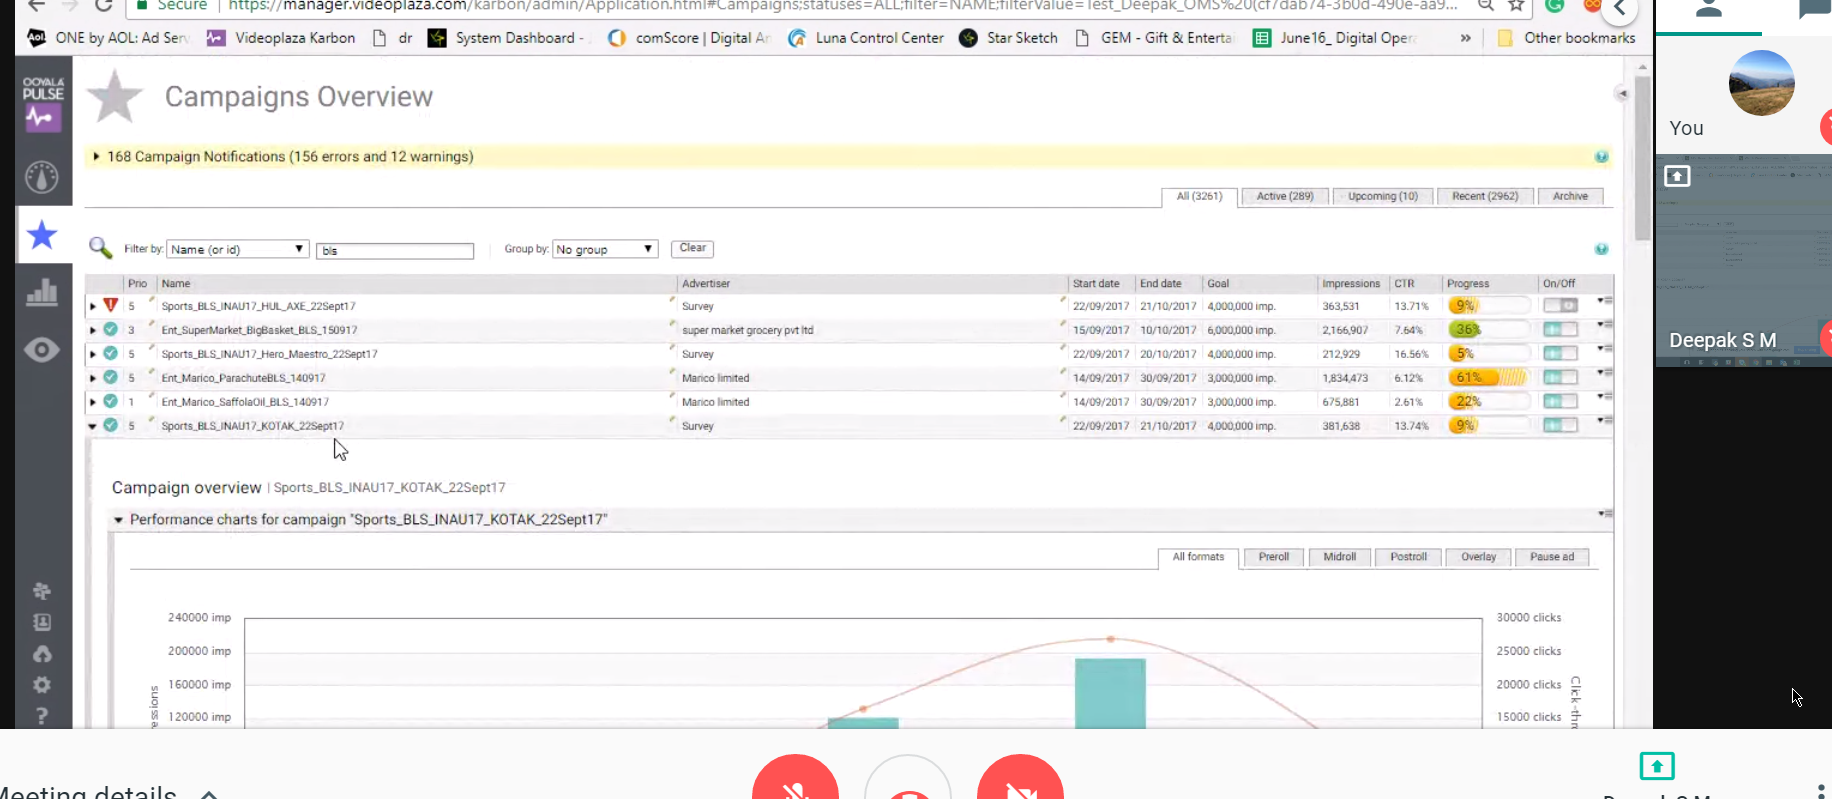 Secure https://manager.videoplaza.com/karbon/admin/Application.html#Campaigns;statuses=ALL;filter=NAME;filterValue=Test_Deepak_OMS%20(cf7dab74-3b0d-490e-aa9...
Aol. ONE by AOL: Ad Ser Videoplaza Karbon dr System Dashboard - comScore | Digital An Luna Control Center Star Sketch GEM - Gift & Enterta June16_ Digital Oper » Other bookmarks
OOYALA
PULSE
Campaigns Overview
You
168 Campaign Notifications (156 errors and 12 warnings)
All (3261) Active (289) Upcoming (10) Recent (2962) Archive
Filter by: Name (or id) bls Group by: No group Clear
Prio Name Advertiser Start date End date Goal Impressions CTR Progress On/Off
5 Sports_BLS_INAU17_HUL_AXE_22Sept17 Survey 22/09/2017 21/10/2017 4,000,000 imp. 363,531 13.71% 9%
3 Ent_SuperMarket_BigBasket_BLS_150917 super market grocery pvt ltd 15/09/2017 10/10/2017 6,000,000 imp. 2,166,907 7.64% 36%
Deepak S M
5 Sports_BLS_INAU17_Hero_Maestro_22Sept17 Survey 22/09/2017 20/10/2017 4,000,000 imp. 212,929 16.56% 5%
5 Ent_Marico_ParachuteBLS_140917 Marico limited 14/09/2017 30/09/2017 3,000,000 imp. 1,834,473 6.12% 61%
1 Ent_Marico_SaffolaOil_BLS_140917 Marico limited 14/09/2017 30/09/2017 3,000,000 imp. 675,881 2.61% 22%
5 Sports_BLS_INAU17_KOTAK_22Sept17 Survey 22/09/2017 21/10/2017 4,000,000 imp. 381,638 13.74% 9%
Campaign overview | Sports_BLS_INAU17_KOTAK_22Sept17
Performance charts for campaign "Sports_BLS_INAU17_KOTAK_22Sept17"
All formats Preroll Midroll Postroll Overlay Pause ad
240000 imp 30000 clicks
200000 imp 25000 clicks
160000 imp 20000 clicks
120000 imp 15000 clicks
essions
Click-thr
Meeting details
Deepak S M